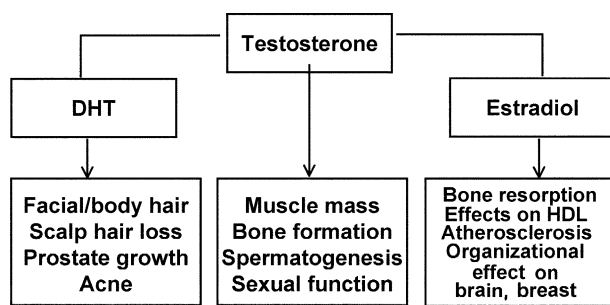 Testosterone
DHT
Estradiol
Facial/body hair
Scalp hair loss
Prostate growth
Acne
Muscle mass
Bone formation
Spermatogenesis
Sexual function
Bone resorption
Effects on HDL
Atherosclerosis
Organizational
effect on
brain, breast